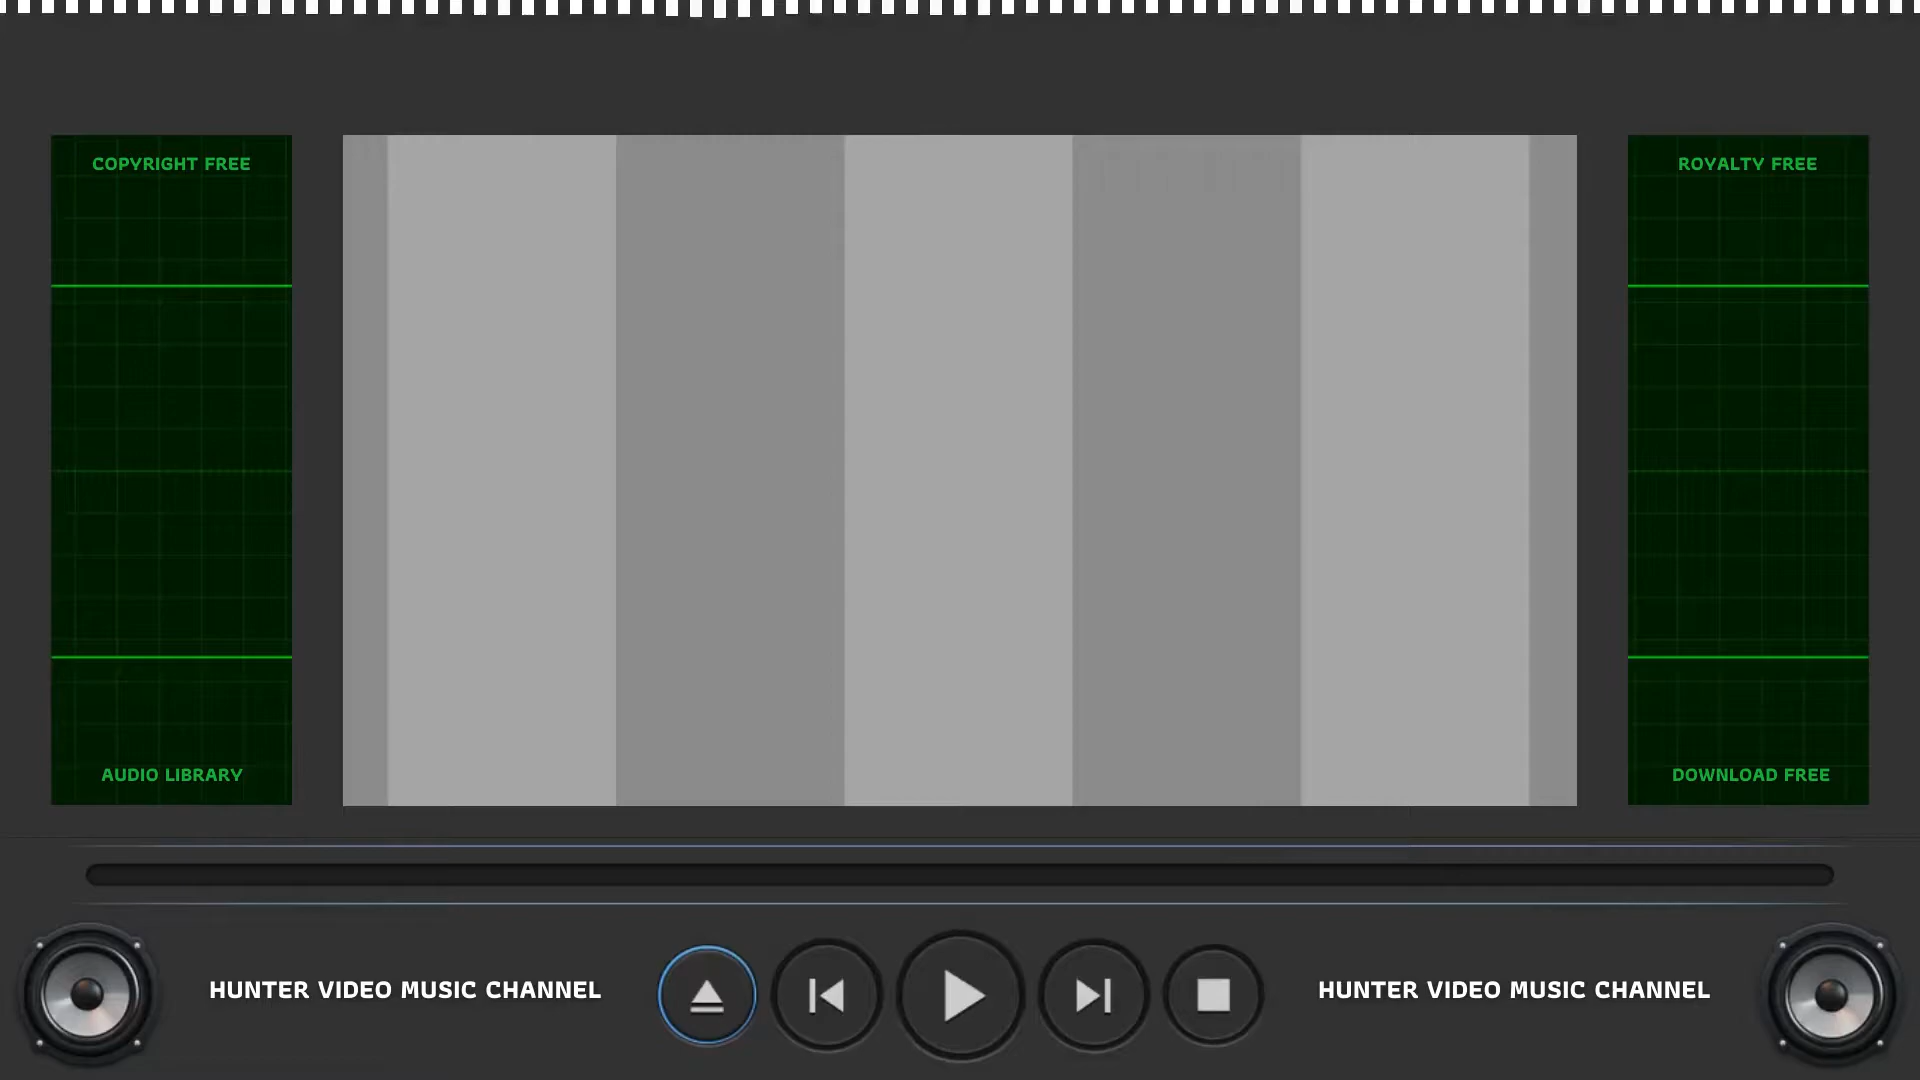 COPYRIGHT FREE
ROYALTY FREE
AUDIO LIBRARY
DOWNLOAD FREE
HUNTER VIDEO MUSIC CHANNEL
HUNTER VIDEO MUSIC CHANNEL